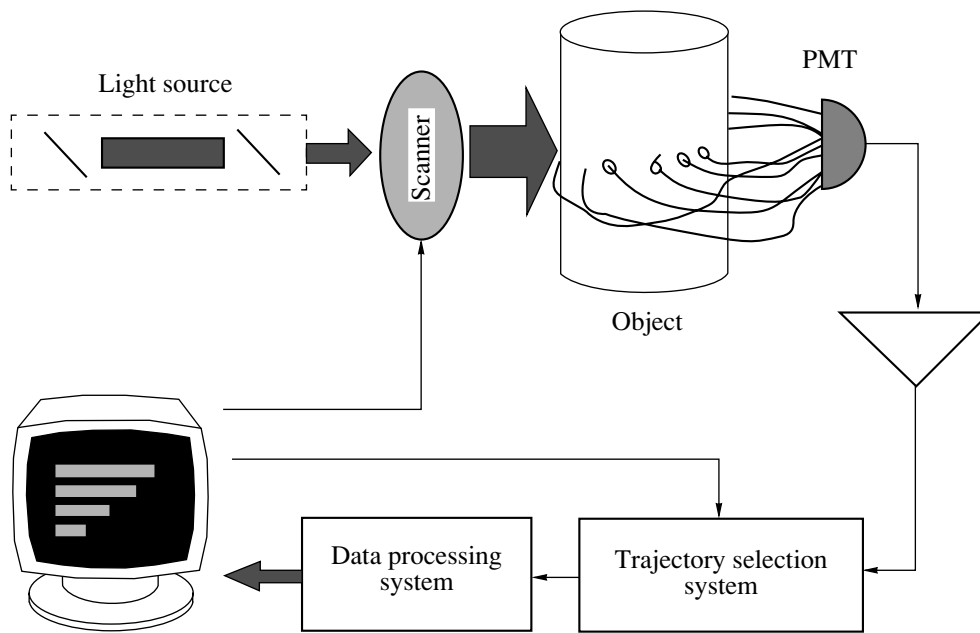 Light source
Scanner
PMT
Object
Data processing
system
Trajectory selection
system